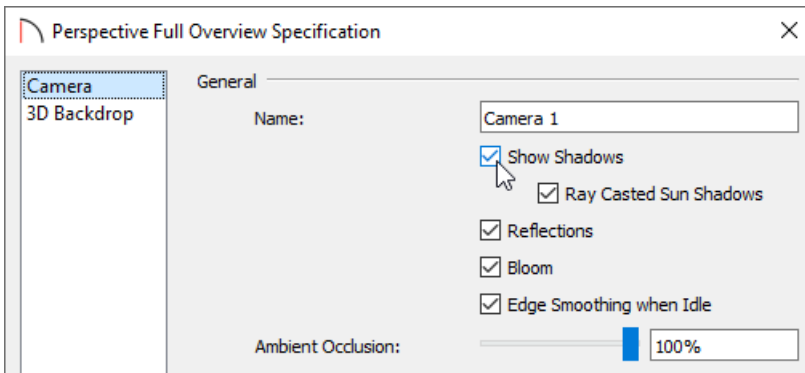 Perspective Full Overview Specification
Camera
3D Backdrop
General
Name: Camera 1
Show Shadows
Ray Casted Sun Shadows
Reflections
Bloom
Edge Smoothing when Idle
Ambient Occlusion: 100%